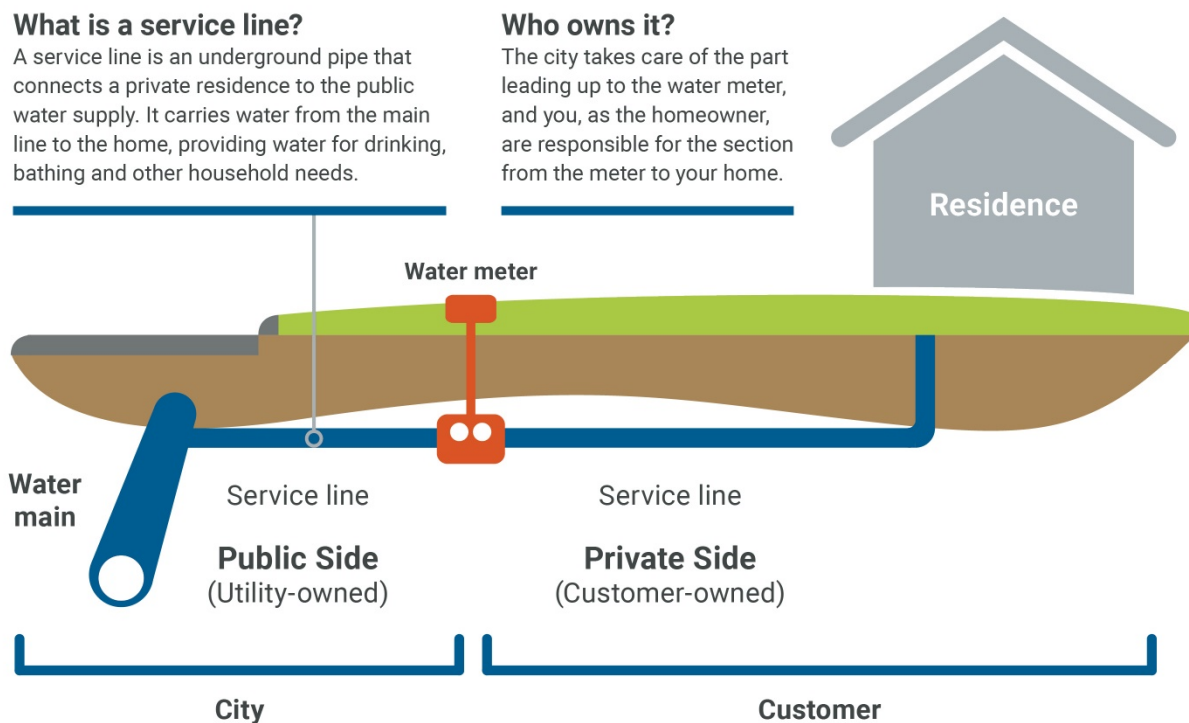 What is a service line?
A service line is an underground pipe that
connects a private residence to the public
water supply. It carries water from the main
line to the home, providing water for drinking,
bathing and other household needs.
Who owns it?
The city takes care of the part
leading up to the water meter,
and you, as the homeowner,
are responsible for the section
from the meter to your home.
Residence
Water meter
Water
main
Service line
Public Side
(Utility-owned)
Service line
Private Side
(Customer-owned)
City
Customer